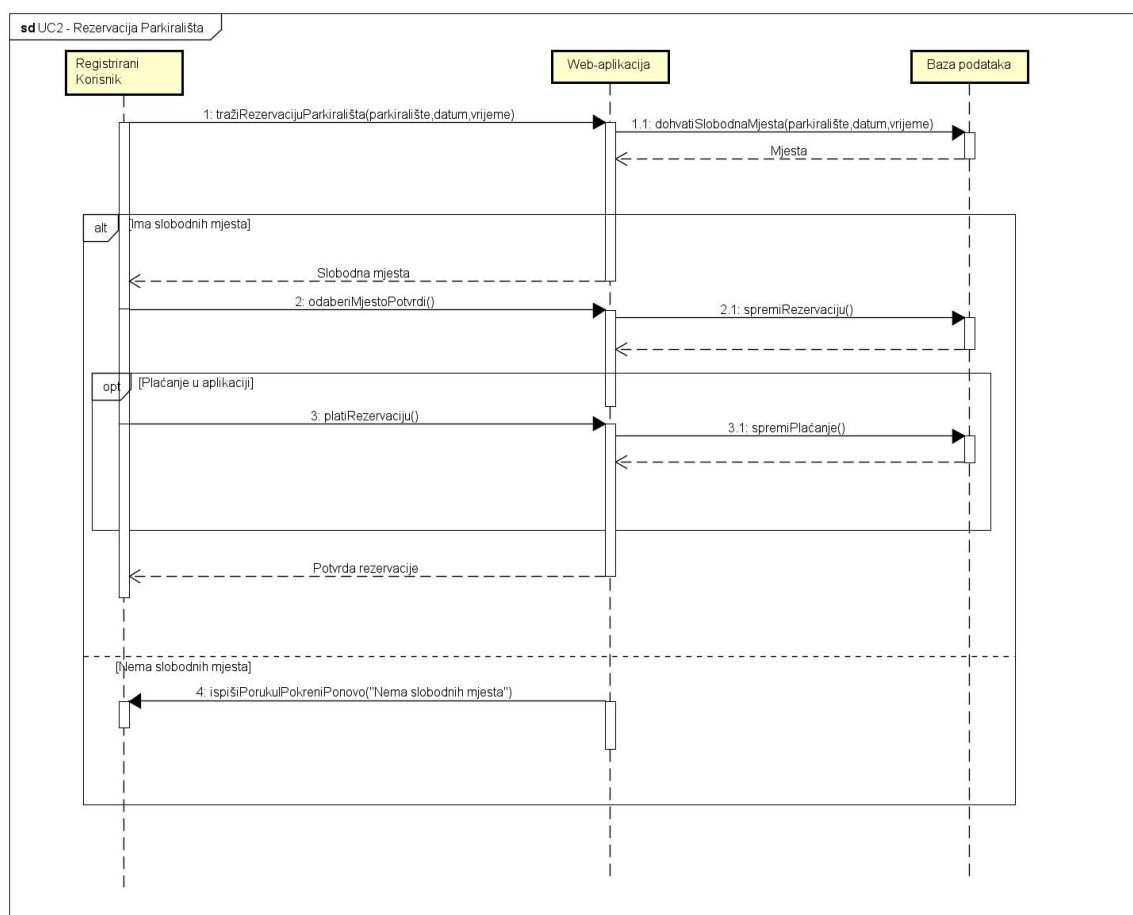 sd UC2 - Rezervacija Parkirališta
Registrirani
Korisnik
Web-aplikacija
Baza podataka
1: tražiRezervacijuParkirališta(parkiralište,datum,vrijeme)
1.1: dohvatiSlobodnaMjesta(parkiralište,datum,vrijeme)
Mjesta
alt
[Ima slobodnih mjesta]
Slobodna mjesta
2: odaberiMjestoPotvrdi()
2.1: spremiRezervaciju()
opt
[Plaćanje u aplikaciji]
3: platiRezervaciju()
3.1: spremiPlaćanje()
Potvrda rezervacije
[Nema slobodnih mjesta]
4: ispišiPorukuIPokreniPonovo("Nema slobodnih mjesta")